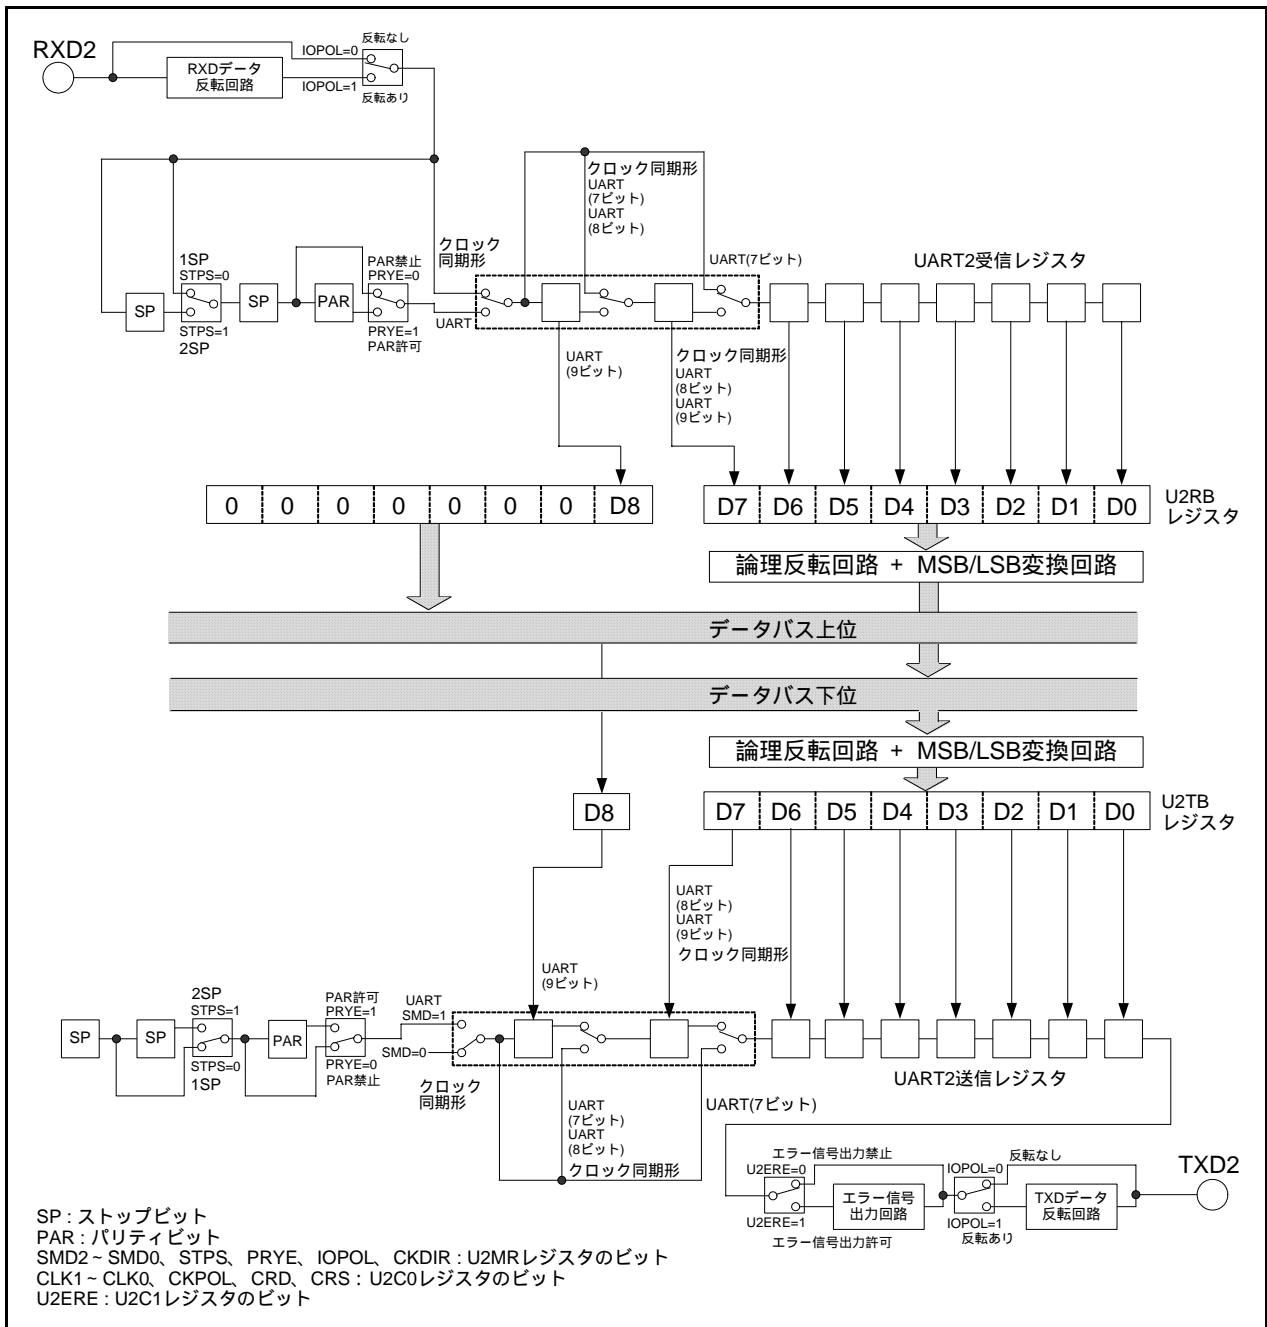 RXD2
反転なし
IOPOL=0
RXDデータ
反転回路
IOPOL=1
反転あり
クロック同期形
UART
(7ビット)
UART
(8ビット)
1SP
STPS=0
PAR禁止
PRYE=0
クロック
同期形
UART(7ビット)
UART2受信レジスタ
SP
SP
PAR
STPS=1
2SP
PRYE=1
PAR許可
UART
UART
(9ビット)
クロック同期形
UART
(8ビット)
UART
(9ビット)
0 0 0 0 0 0 0 D8
D7 D6 D5 D4 D3 D2 D1 D0
U2RB
レジスタ
論理反転回路 + MSB/LSB変換回路
データバス上位
データバス下位
論理反転回路 + MSB/LSB変換回路
D8
D7 D6 D5 D4 D3 D2 D1 D0
U2TB
レジスタ
UART
(8ビット)
UART
(9ビット)
クロック同期形
UART
(9ビット)
2SP
STPS=1
PAR許可
PRYE=1
UART
SMD=1
SP
SP
PAR
SMD=0
STPS=0
1SP
PRYE=0
PAR禁止
クロック
同期形
UART2送信レジスタ
UART
(7ビット)
UART
(8ビット)
クロック同期形
UART(7ビット)
エラー信号出力禁止
U2ERE=0
IOPOL=0
反転なし
TXD2
エラー信号
出力回路
TXDデータ
反転回路
U2ERE=1
エラー信号出力許可
IOPOL=1
反転あり
SP : ストップビット
PAR : パリティビット
SMD2 ~ SMD0、STPS、PRYE、IOPOL、CKDIR : U2MRレジスタのビット
CLK1 ~ CLK0、CKPOL、CRD、CRS : U2C0レジスタのビット
U2ERE : U2C1レジスタのビット